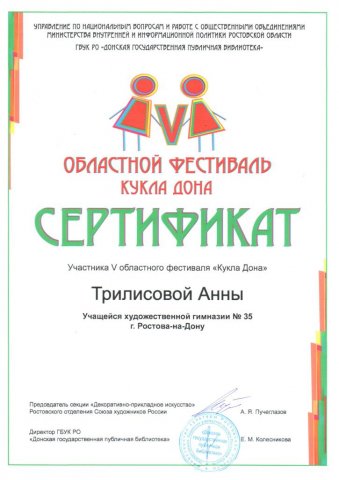 УПРАВЛЕНИЕ ПО НАЦИОНАЛЬНЫМ ВОПРОСАМ И РАБОТЕ С ОБЩЕСТВЕННЫМИ ОБЪЕДИНЕНИЯМИ
МИНИСТЕРСТВА ВНУТРЕННЕЙ И ИНФОРМАЦИОННОЙ ПОЛИТИКИ РОСТОВСКОЙ ОБЛАСТИ
ГБУК РО «ДОНСКАЯ ГОСУДАРСТВЕННАЯ ПУБЛИЧНАЯ БИБЛИОТЕКА»
V
ОБЛАСТНОЙ ФЕСТИВАЛЬ
КУКЛА ДОНА
СЕРТИФИКАТ
Участника V областного фестиваля «Кукла Дона»
Трилисовой Анны
Учащейся художественной гимназии № 35
г. Ростова-на-Дону
Председатель секции «Декоративно-прикладное искусство»
Ростовского отделения Союза художников России
А. Я. Пучеглазов
Директор ГБУК РО
«Донская государственная публичная библиотека»
Е. М. Колесникова